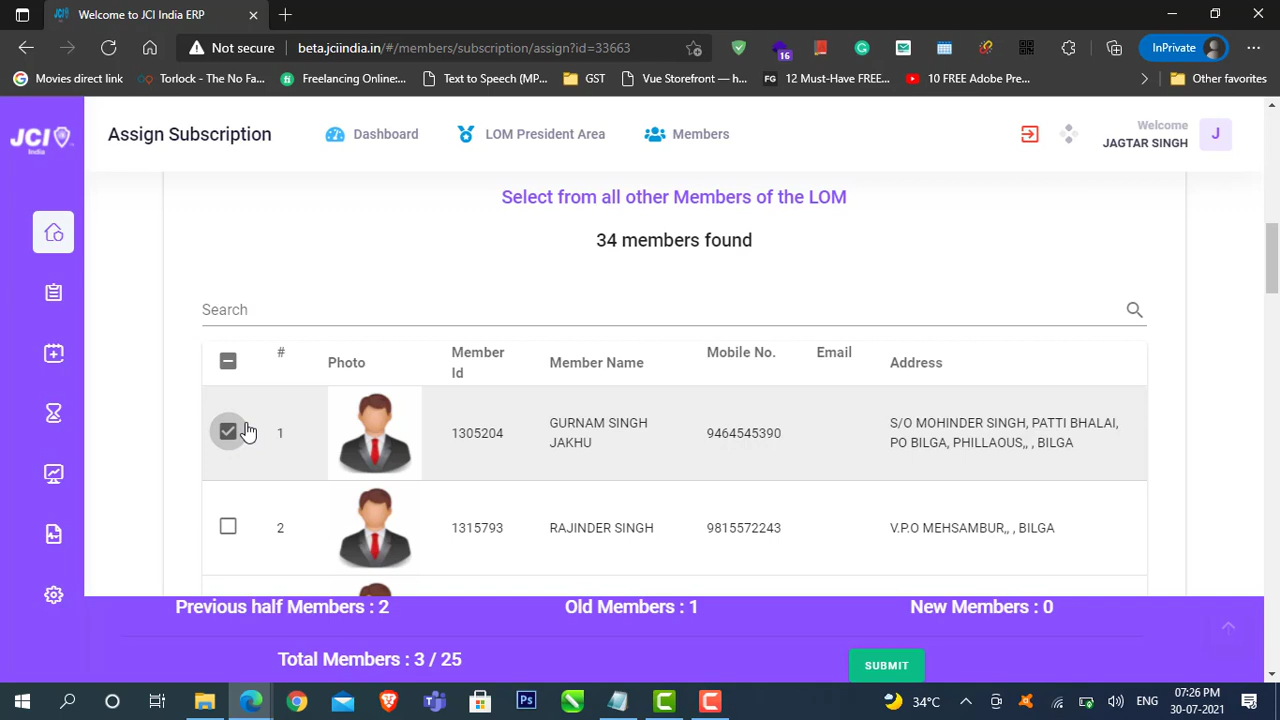 Welcome to JCI India ERP
Not secure
beta.jciindia.in/#/members/subscription/assign?id=33663
16
InPrivate
Movies direct link
Torlock - The No Fa...
Freelancing Online...
Text to Speech (MP...
GST
Vue Storefront — h...
FG
12 Must-Have FREE...
10 FREE Adobe Pre...
Other favorites
JCI
India
Assign Subscription
Dashboard
LOM President Area
Members
Welcome
JAGTAR SINGH
J
Select from all other Members of the LOM
34 members found
Search
# Photo Member Id Member Name Mobile No. Email Address
1 1305204 GURNAM SINGH JAKHU 9464545390 S/O MOHINDER SINGH, PATTI BHALAI, PO BILGA, PHILLAOUS,, , BILGA
2 1315793 RAJINDER SINGH 9815572243 V.P.O MEHSAMBUR,, , BILGA
Previous half Members : 2
Old Members : 1
New Members : 0
Total Members : 3 / 25
SUBMIT
Ps
34°C
ENG
07:26 PM
30-07-2021